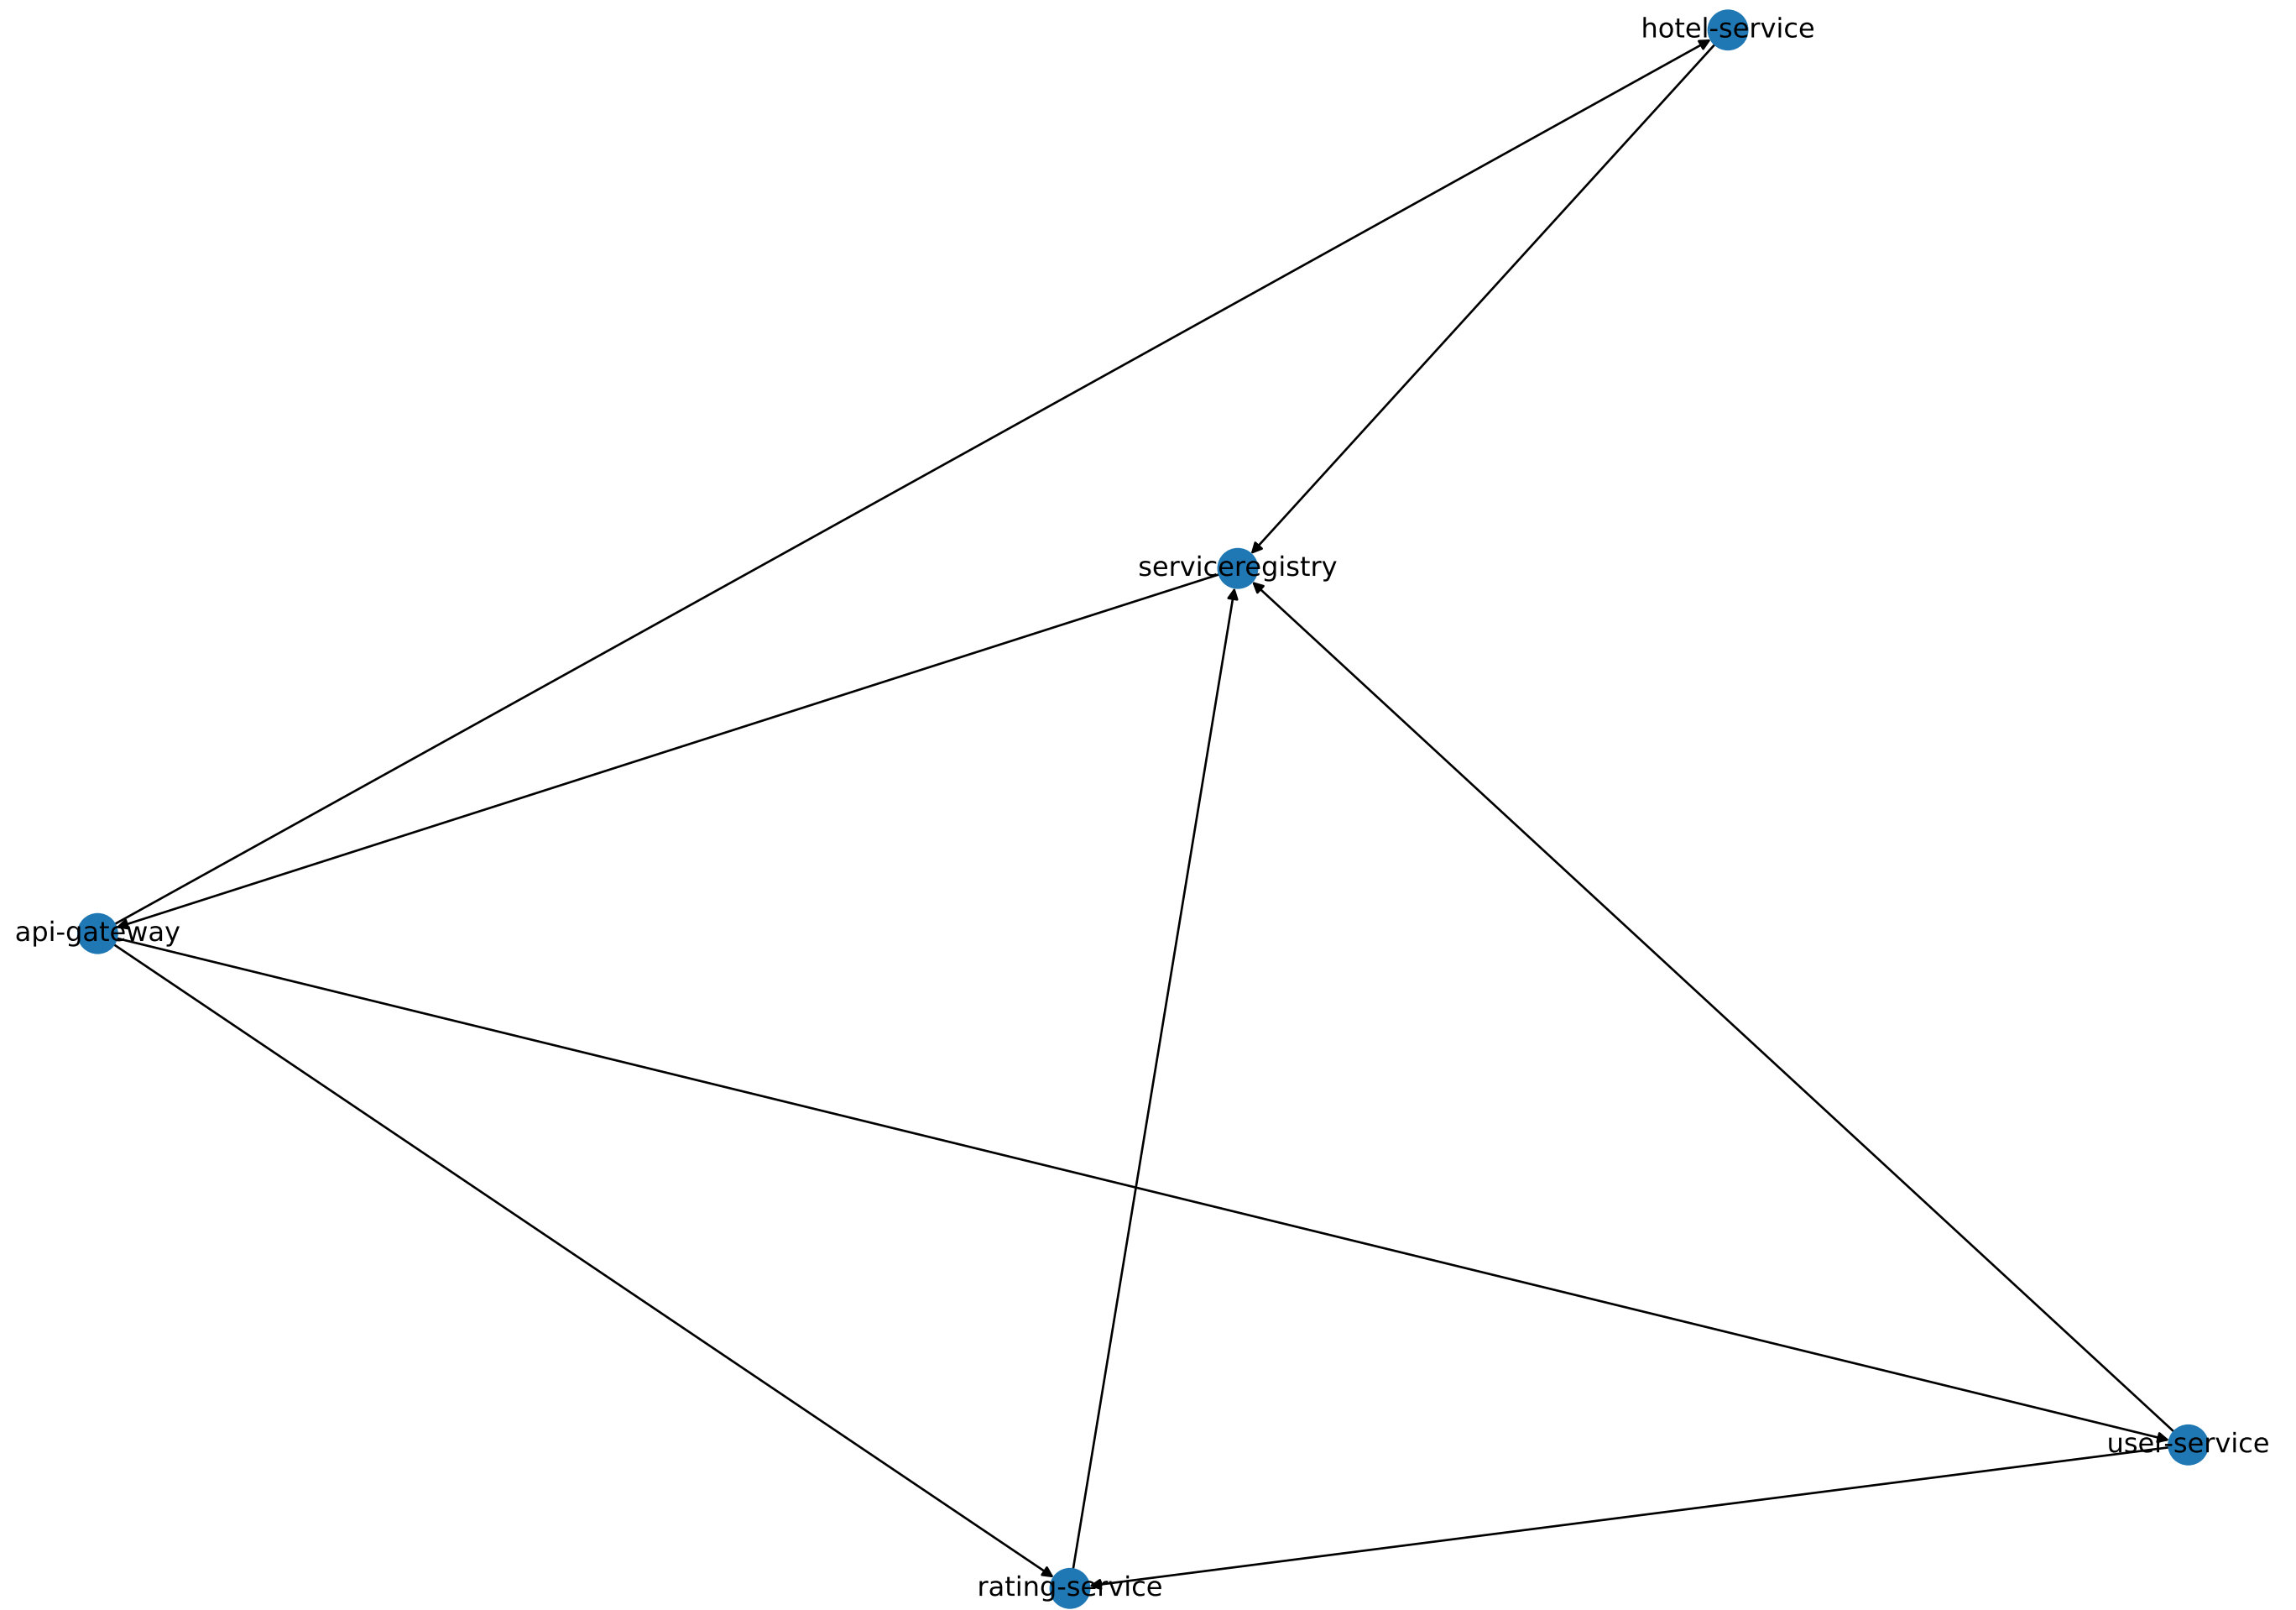 hotel-service
serviceregistry
api-gateway
user-service
rating-service